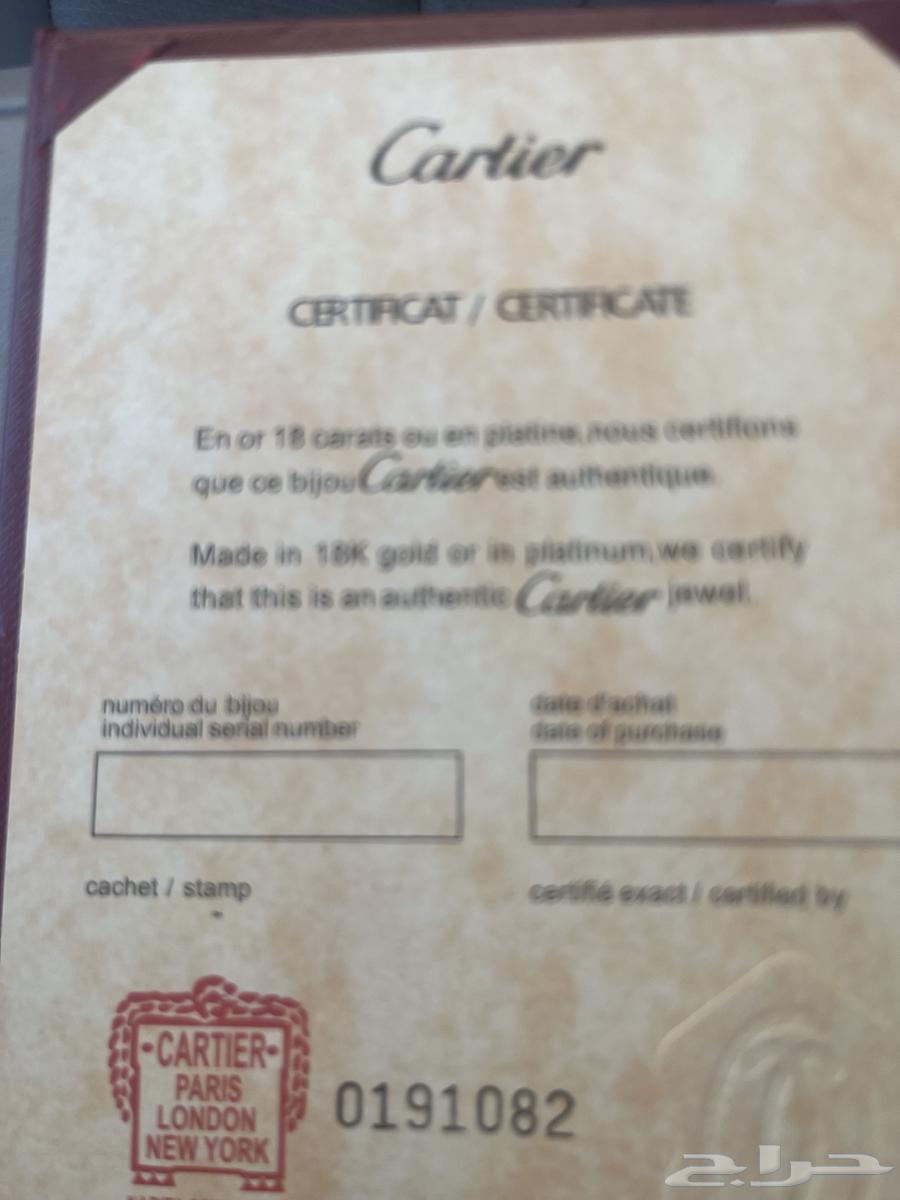 Cartier
CERTIFICAT / CERTIFICATE
En or 18 carats ou en platine, nous certifions
que ce bijou Cartier est authentique.
Made in 18K gold or in platinum, we certify
that this is an authentic Cartier jewel.
numéro du bijou
individual serial number
date d'achat
date of purchase
cachet / stamp
certifié exact / certified by
·CARTIER·
PARIS
LONDON
NEW YORK
0191082
حراج